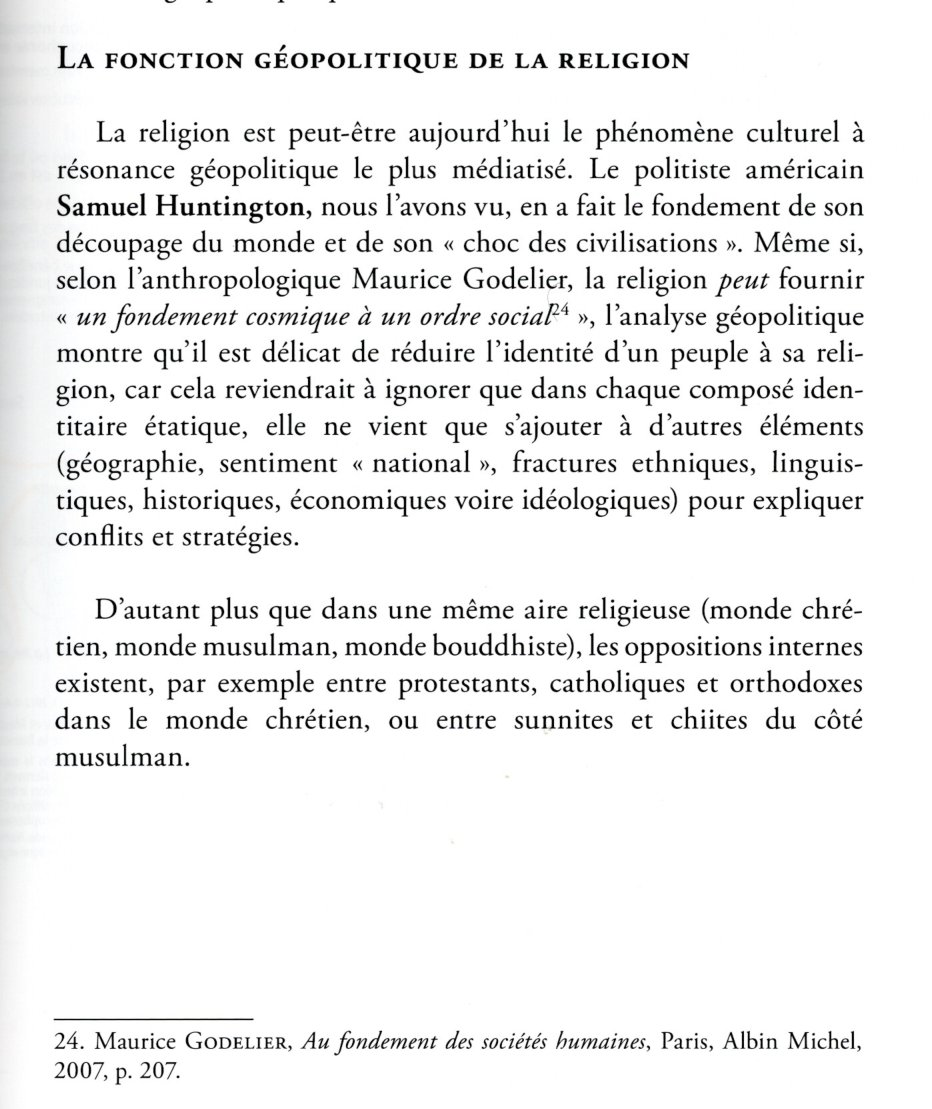 LA FONCTION GÉOPOLITIQUE DE LA RELIGION
La religion est peut-être aujourd'hui le phénomène culturel à
résonance géopolitique le plus médiatisé. Le politiste américain
Samuel Huntington, nous l'avons vu, en a fait le fondement de son
découpage du monde et de son « choc des civilisations ». Même si,
selon l'anthropologique Maurice Godelier, la religion peut fournir
« un fondement cosmique à un ordre social24 », l'analyse géopolitique
montre qu'il est délicat de réduire l'identité d'un peuple à sa reli-
gion, car cela reviendrait à ignorer que dans chaque composé iden-
titaire étatique, elle ne vient que s'ajouter à d'autres éléments
(géographie, sentiment « national », fractures ethniques, linguis-
tiques, historiques, économiques voire idéologiques) pour expliquer
conflits et stratégies.
D'autant plus que dans une même aire religieuse (monde chré-
tien, monde musulman, monde bouddhiste), les oppositions internes
existent, par exemple entre protestants, catholiques et orthodoxes
dans le monde chrétien, ou entre sunnites et chiites du côté
musulman.
24. Maurice GODELIER, Au fondement des sociétés humaines, Paris, Albin Michel,
2007, p. 207.